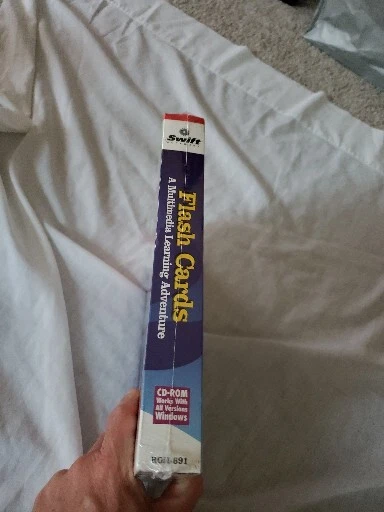 Swift
Flash Cards
A Multimedia Learning Adventure
CD-ROM
Works With
All Versions
Windows